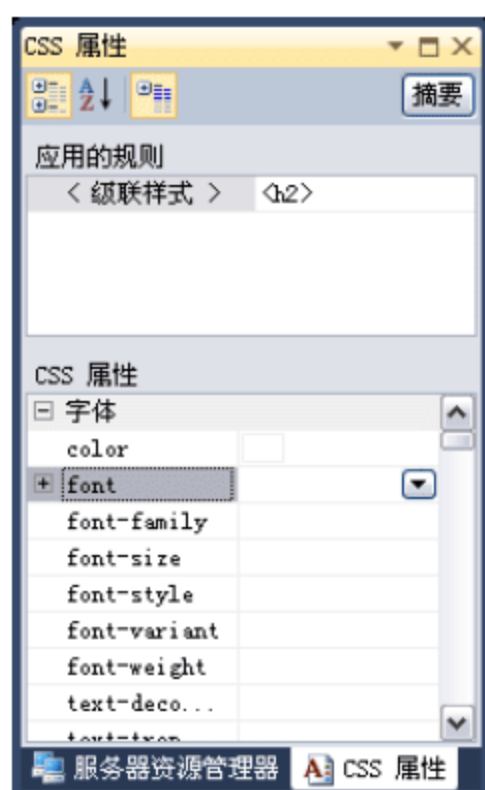 CSS 属性
摘要
应用的规则
< 级联样式 > <h2>
CSS 属性
字体
color
font
font-family
font-size
font-style
font-variant
font-weight
text-deco...
服务器资源管理器 CSS 属性